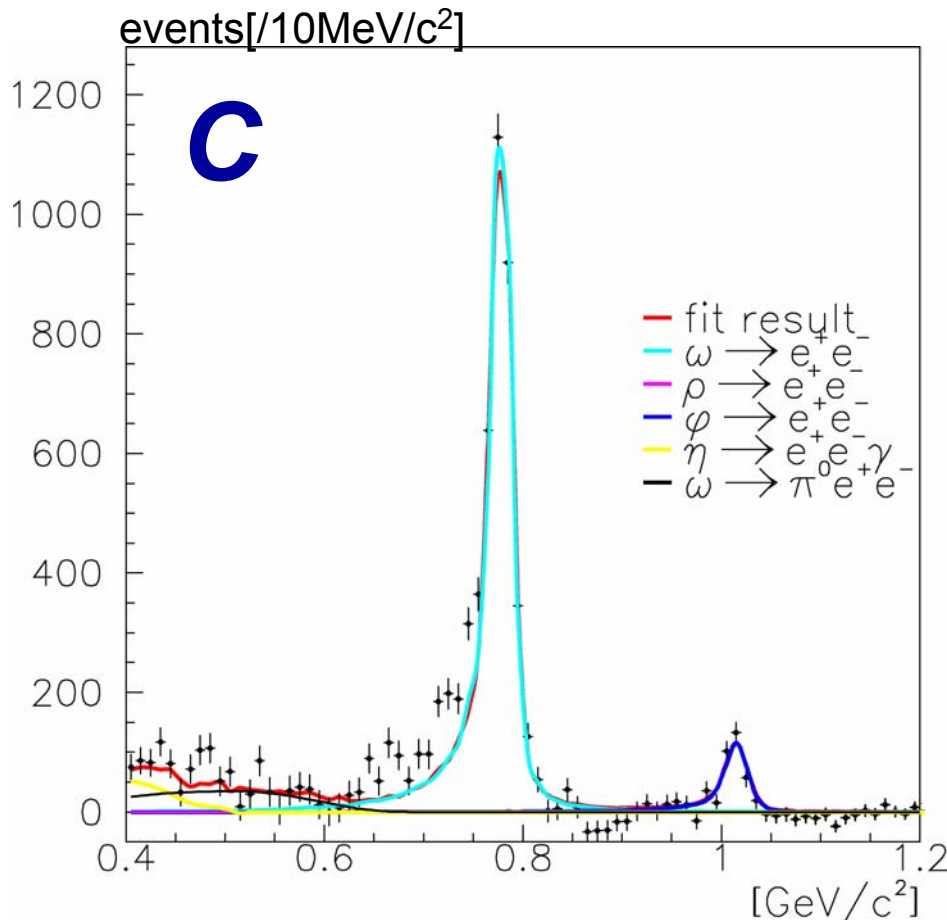 events[/10MeV/c²]
C
1200
1000
800
600
400
200
0
fit result
ω → e⁺e⁻
ρ → e⁺e⁻
φ → e⁺e⁻
η → e⁺e⁻γ
ω → π⁰e⁺e⁻
0.4 0.6 0.8 1 1.2
[GeV/c²]